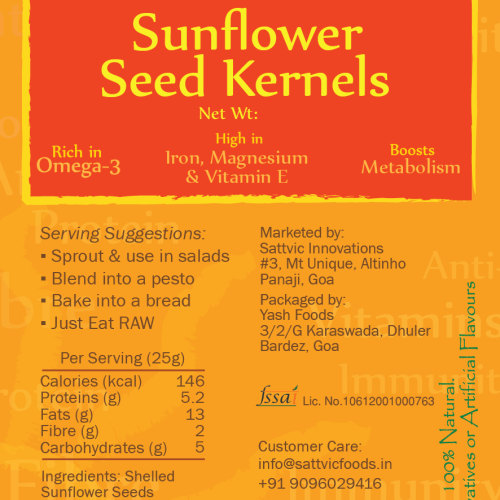 Sunflower
Seed Kernels
Net Wt:
Rich in
Omega-3
High in
Iron, Magnesium
& Vitamin E
Boosts
Metabolism
Protein
Serving Suggestions:
▪ Sprout & use in salads
▪ Blend into a pesto
▪ Bake into a bread
▪ Just Eat RAW
Per Serving (25g)
Calories (kcal) 146
Proteins (g) 5.2
Fats (g) 13
Fibre (g) 2
Carbohydrates (g) 5
Ingredients: Shelled
Sunflower Seeds
Marketed by:
Sattvic Innovations
#3, Mt Unique, Altinho
Panaji, Goa
Packaged by:
Yash Foods
3/2/G Karaswada, Dhuler
Bardez, Goa
fssai Lic. No.10612001000763
Customer Care:
info@sattvicfoods.in
+91 9096029416
Anti-
Vitamins
Immunit
Fibre
100% Natural.
vatives or Artificial Flavours